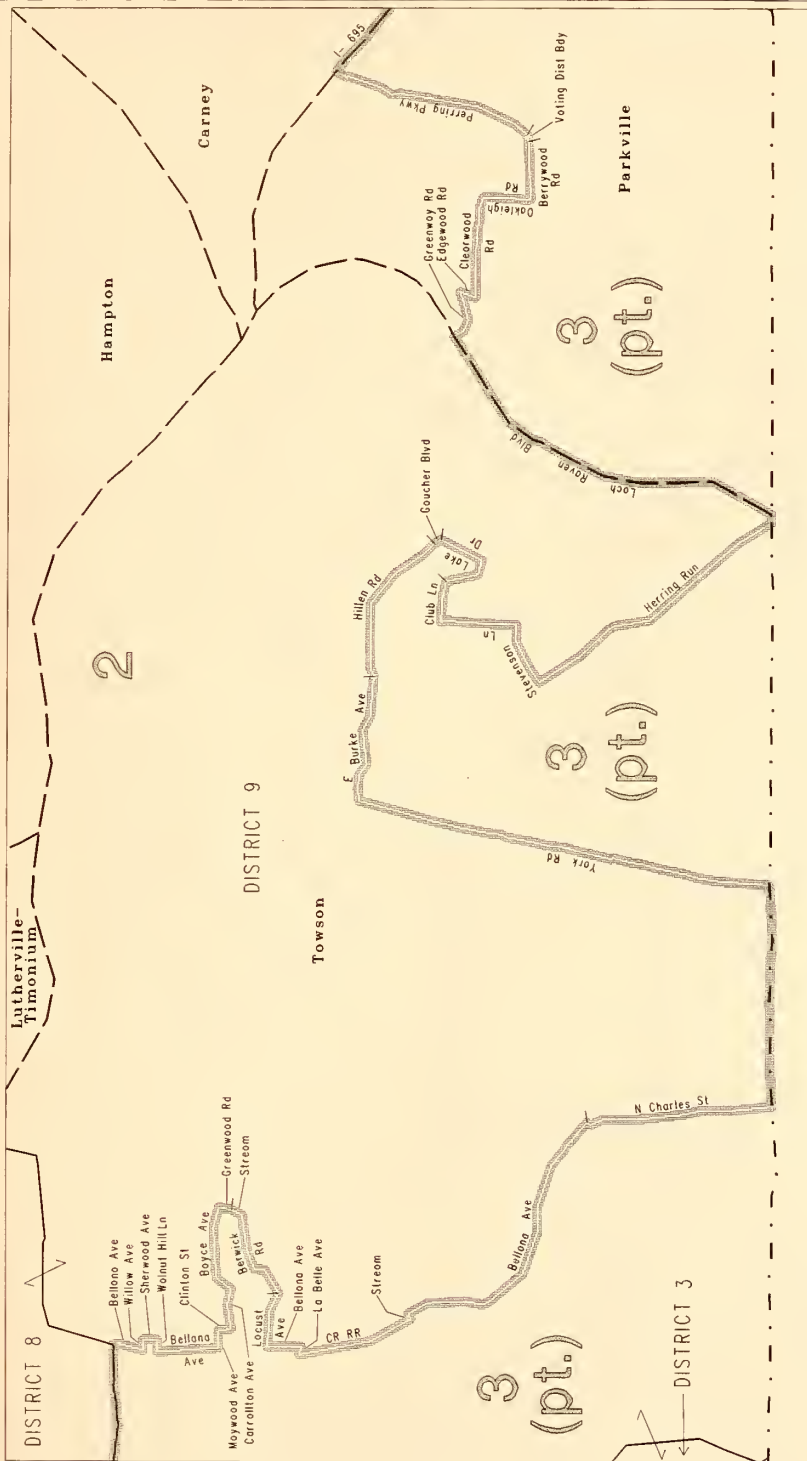 DISTRICT 8
Lutherville-
Timonium
Hampton
Carney
I- 695
Perring Pkwy
Voting Dist Bdy
Berrywood
Rd
Oakleigh
Rd
Clearwood
Rd
Edgewood Rd
Greenway Rd
Parkville
3
(pt.)
2
DISTRICT 9
Towson
Goucher Blvd
Hillen Rd
Lake
Dr
Club Ln
Stevenson
Ln
Herring Run
Loch
Raven
Blvd
E
Burke
Ave
York Rd
3
(pt.)
Bellona Ave
Willow Ave
Sherwood Ave
Walnut Hill Ln
Bellona
Ave
Clinton St
Boyce Ave
Greenwood Rd
Stream
Berwick
Rd
Maywood Ave
Carrollton Ave
Locust
Ave
Bellona Ave
La Belle Ave
CR RR
Stream
Bellona Ave
N Charles St
3
(pt.)
DISTRICT 3